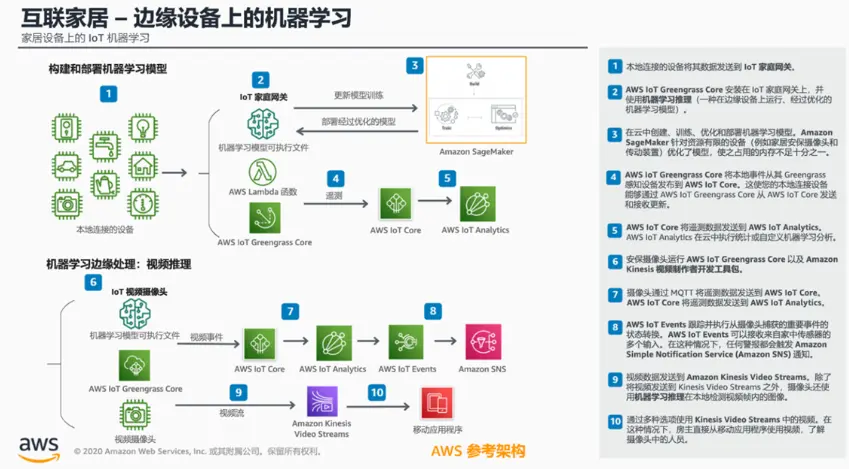 互联家居 – 边缘设备上的机器学习
家居设备上的 IoT 机器学习
构建和部署机器学习模型
1
本地连接的设备
2
IoT 家庭网关
机器学习模型可执行文件
AWS Lambda 函数
AWS IoT Greengrass Core
更新模型训练
部署经过优化的模型
3
Build
Train
Optimize
Amazon SageMaker
4
遥测
AWS IoT Core
5
AWS IoT Analytics
机器学习边缘处理：视频推理
6
IoT 视频摄像头
机器学习模型可执行文件
AWS IoT Greengrass Core
视频摄像头
视频事件
7
AWS IoT Core
AWS IoT Analytics
8
AWS IoT Events
Amazon SNS
9
视频流
Amazon Kinesis
Video Streams
10
移动应用程序
aws
© 2020 Amazon Web Services, Inc. 或其附属公司。保留所有权利。
AWS 参考架构
1 本地连接的设备将其数据发送到 IoT 家庭网关。
2 AWS IoT Greengrass Core 安装在 IoT 家庭网关上，并
使用机器学习推理（一种在边缘设备上运行、经过优化的
机器学习模型）。
3 在云中创建、训练、优化和部署机器学习模型。Amazon
SageMaker 针对资源有限的设备（例如家居安保摄像头和
传动装置）优化了模型，使之占用的内存不足十分之一。
4 AWS IoT Greengrass Core 将本地事件从其 Greengrass
感知设备发布到 AWS IoT Core。这使您的本地连接设备
能够通过 AWS IoT Greengrass Core 从 AWS IoT Core 发送
和接收更新。
5 AWS IoT Core 将遥测数据发送到 AWS IoT Analytics。
AWS IoT Analytics 在云中执行统计或自定义机器学习分析。
6 安保摄像头运行 AWS IoT Greengrass Core 以及 Amazon
Kinesis 视频制作者开发工具包。
7 摄像头通过 MQTT 将遥测数据发送到 AWS IoT Core。
AWS IoT Core 将遥测数据发送到 AWS IoT Analytics。
8 AWS IoT Events 跟踪并执行从摄像头捕获的重要事件的
状态转换。AWS IoT Events 可以接收来自家中传感器的
多个输入。在这种情况下，任何警报都会触发 Amazon
Simple Notification Service (Amazon SNS) 通知。
9 视频数据发送到 Amazon Kinesis Video Streams。除了
将视频发送到 Kinesis Video Streams 之外，摄像头还使
用机器学习推理在本地检测视频帧内的图像。
10 通过多种选项使用 Kinesis Video Streams 中的视频。在
这种情况下，房主直接从移动应用程序使用视频，了解
摄像头中的人员。